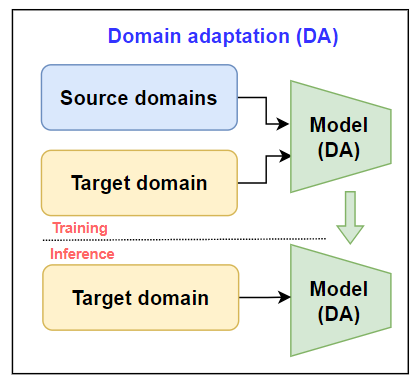 Domain adaptation (DA)
Source domains
Model
(DA)
Target domain
Training
Inference
Target domain
Model
(DA)